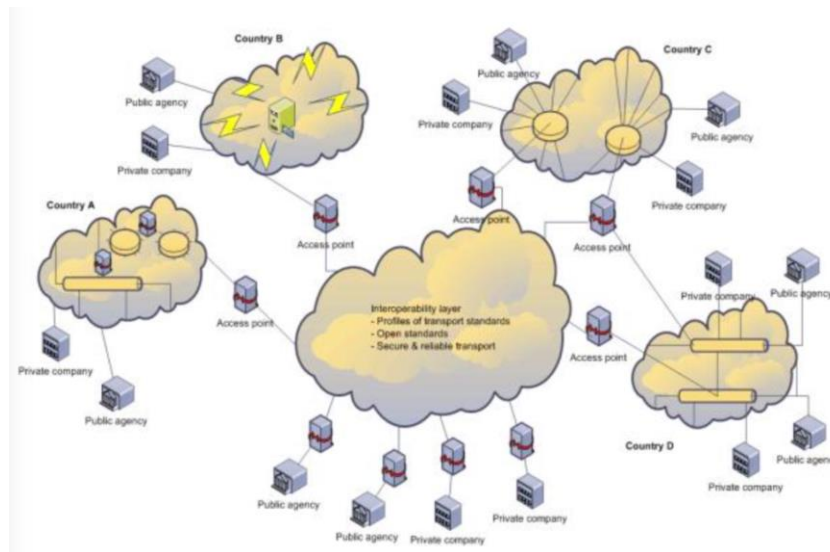 Country B
Country C
Public agency
Public agency
Private company
Public agency
Private company
Private company
Country A
Access point
Access point
Access point
Private company
Public agency
Interoperability layer
- Profiles of transport standards
- Open standards
- Secure & reliable transport
Access point
Access point
Private company
Public agency
Country D
Public agency
Private company
Public agency
Private company
Public agency
Private company